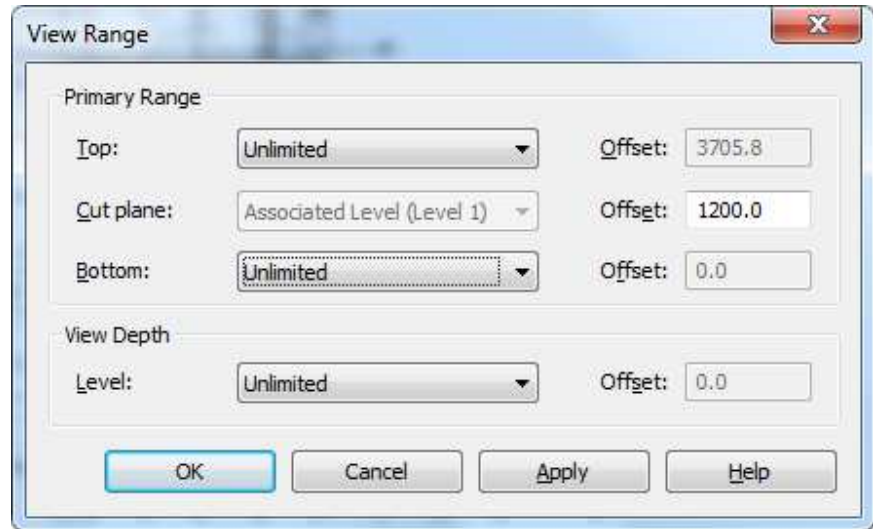 View Range
Primary Range
Top: Unlimited Offset: 3705.8
Cut plane: Associated Level (Level 1) Offset: 1200.0
Bottom: Unlimited Offset: 0.0
View Depth
Level: Unlimited Offset: 0.0
OK Cancel Apply Help